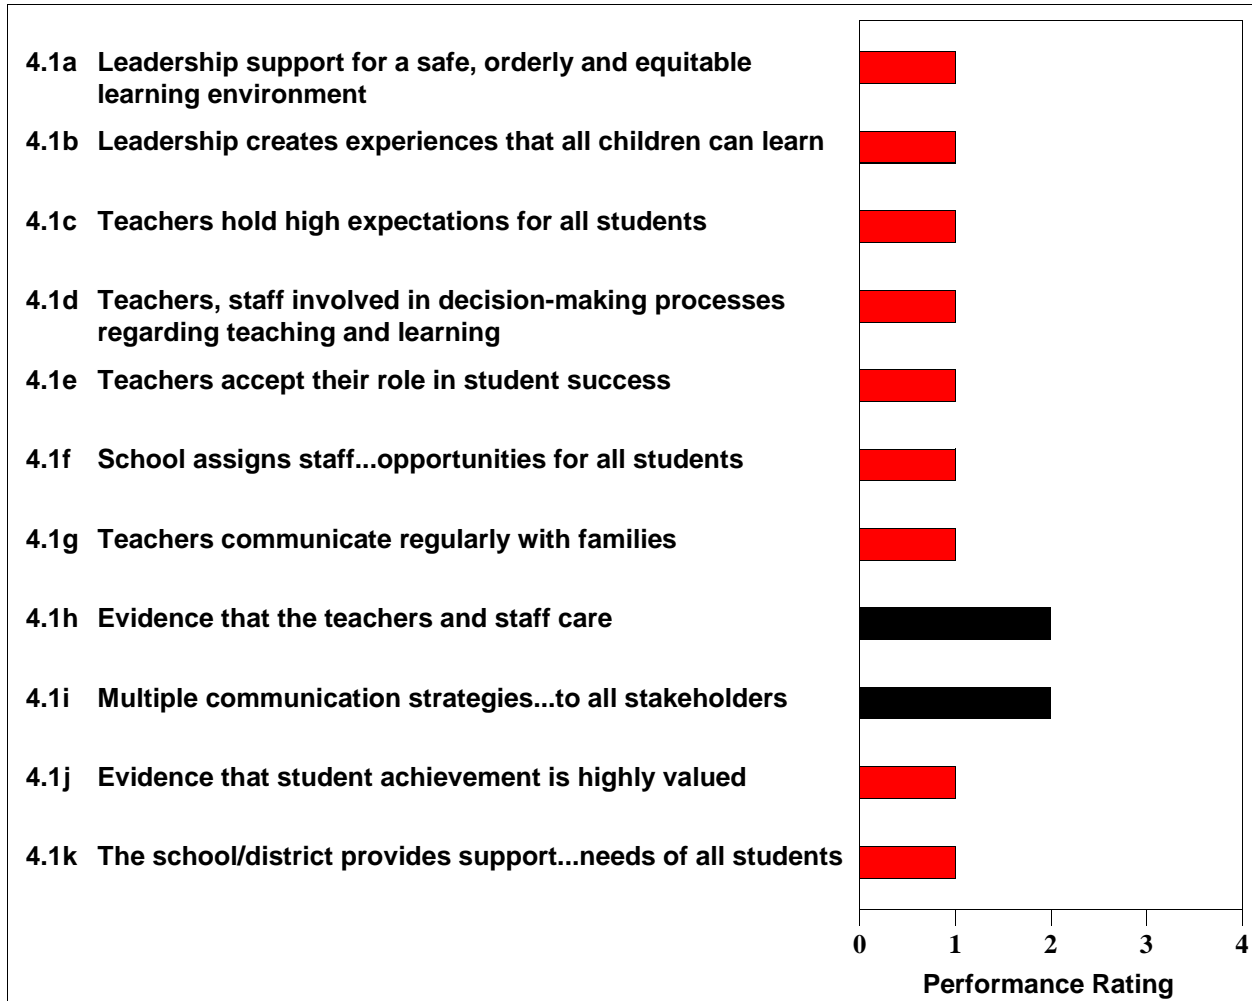 4.1a Leadership support for a safe, orderly and equitable
learning environment
4.1b Leadership creates experiences that all children can learn
4.1c Teachers hold high expectations for all students
4.1d Teachers, staff involved in decision-making processes
regarding teaching and learning
4.1e Teachers accept their role in student success
4.1f School assigns staff...opportunities for all students
4.1g Teachers communicate regularly with families
4.1h Evidence that the teachers and staff care
4.1i Multiple communication strategies...to all stakeholders
4.1j Evidence that student achievement is highly valued
4.1k The school/district provides support...needs of all students
0 1 2 3 4
Performance Rating